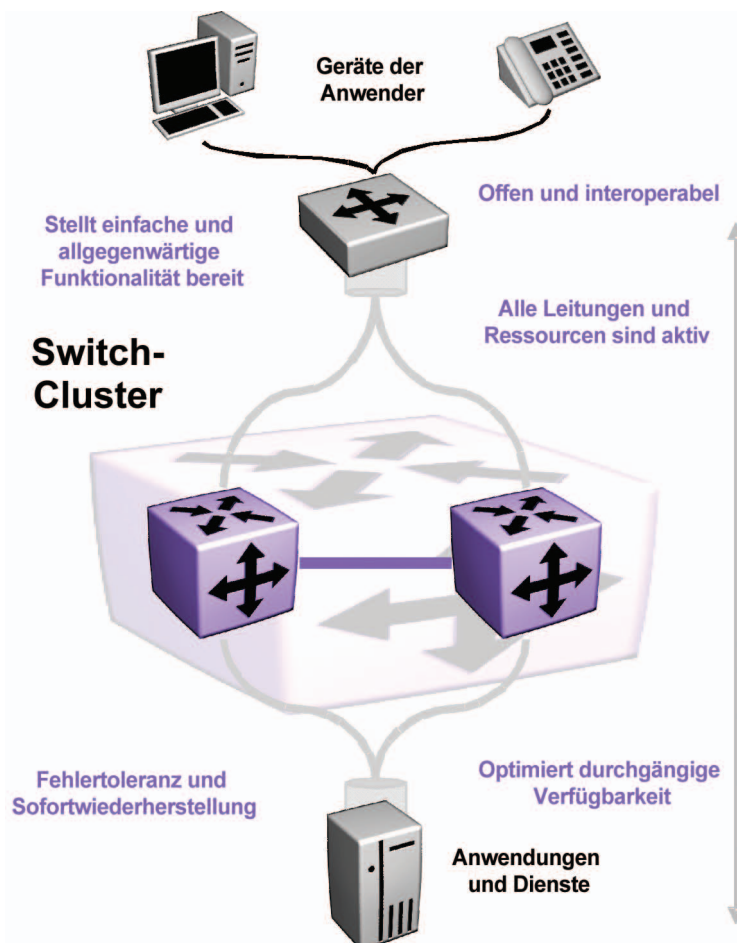 Geräte der
Anwender
Offen und interoperabel
Stellt einfache und
allgegenwärtige
Funktionalität bereit
Alle Leitungen und
Ressourcen sind aktiv
Switch-
Cluster
Fehlertoleranz und
Sofortwiederherstellung
Optimiert durchgängige
Verfügbarkeit
Anwendungen
und Dienste